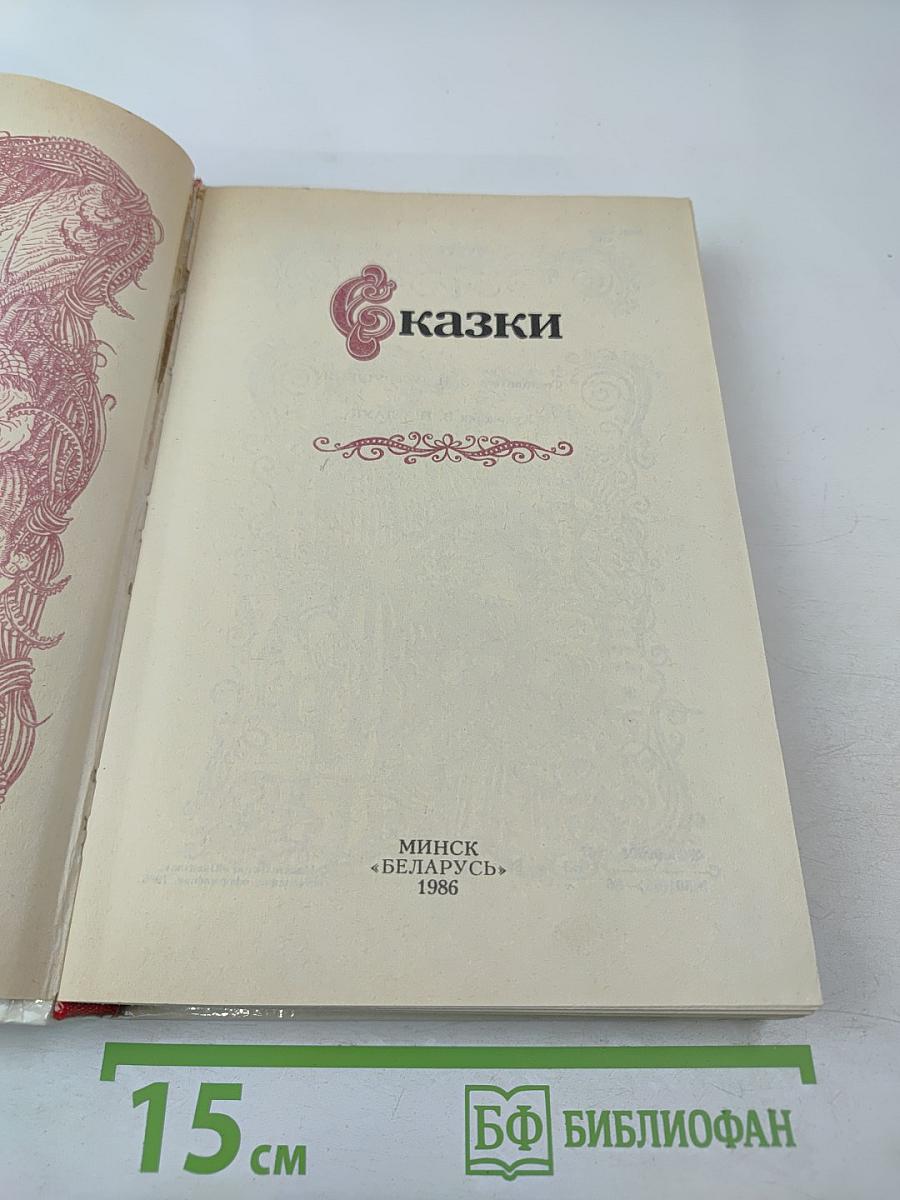 Сказки
МИНСК
«БЕЛАРУСЬ»
1986
15 см
БФ БИБЛИОФАН